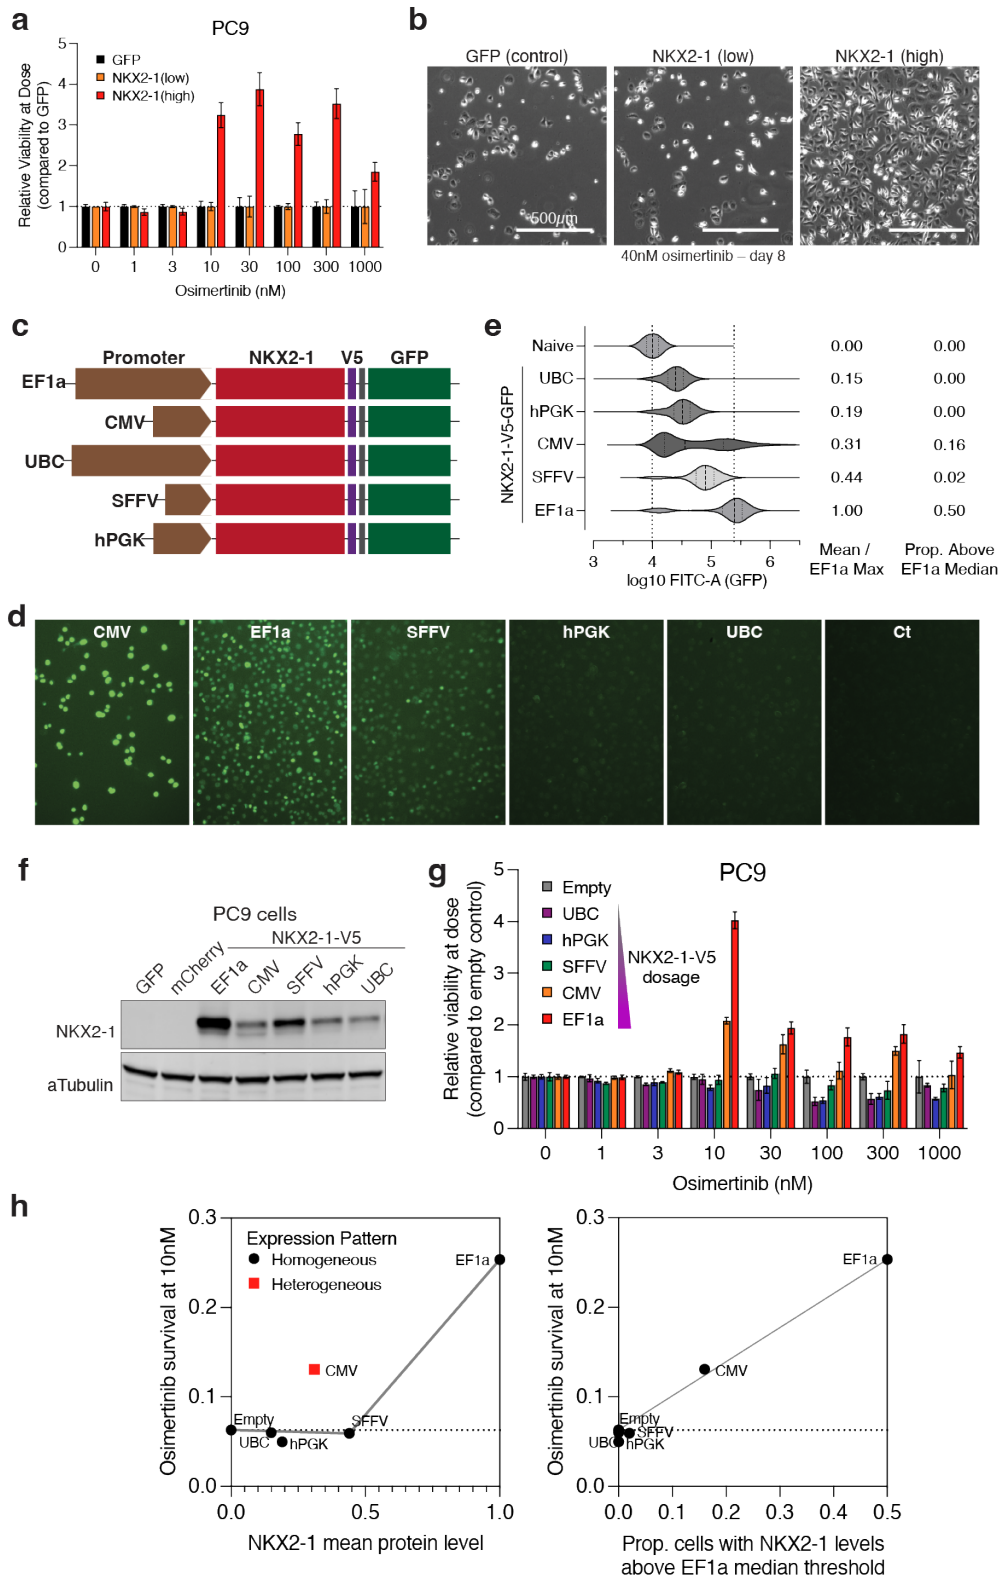 a
PC9
Relative Viability at Dose
(compared to GFP)
5
4
3
2
1
0
GFP
NKX2-1(low)
NKX2-1(high)
0 1 3 10 30 100 300 1000
Osimertinib (nM)
b
GFP (control) NKX2-1 (low) NKX2-1 (high)
500µm
40nM osimertinib – day 8
c
Promoter NKX2-1 V5 GFP
EF1a
CMV
UBC
SFFV
hPGK
e
NKX2-1-V5-GFP
Naive 0.00 0.00
UBC 0.15 0.00
hPGK 0.19 0.00
CMV 0.31 0.16
SFFV 0.44 0.02
EF1a 1.00 0.50
3 4 5 6
log10 FITC-A (GFP)
Mean /
EF1a Max
Prop. Above
EF1a Median
d
CMV EF1a SFFV hPGK UBC Ct
f
PC9 cells
NKX2-1-V5
GFP mCherry EF1a CMV SFFV hPGK UBC
NKX2-1
aTubulin
g
PC9
Relative viability at dose
(compared to empty control)
5
4
3
2
1
0
Empty
UBC
hPGK
SFFV
CMV
EF1a
NKX2-1-V5
dosage
0 1 3 10 30 100 300 1000
Osimertinib (nM)
h
Osimertinib survival at 10nM
0.3
0.2
0.1
0.0
Expression Pattern
Homogeneous
Heterogeneous
EF1a
CMV
Empty
SFFV
UBC
hPGK
0.0 0.5 1.0
NKX2-1 mean protein level
Osimertinib survival at 10nM
0.3
0.2
0.1
0.0
EF1a
CMV
Empty
SFFV
UBC
hPGK
0.0 0.1 0.2 0.3 0.4 0.5
Prop. cells with NKX2-1 levels
above EF1a median threshold